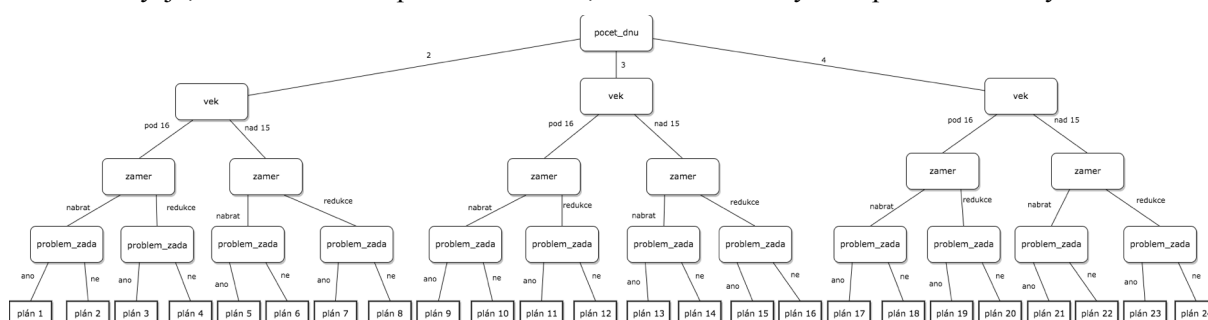 pocet_dnu
2 3 4
vek vek vek
pod 16 nad 15 pod 16 nad 15 pod 16 nad 15
zamer zamer zamer zamer zamer zamer
nabrat redukce nabrat redukce nabrat redukce nabrat redukce nabrat redukce nabrat redukce
problem_zada problem_zada problem_zada problem_zada problem_zada problem_zada problem_zada problem_zada problem_zada problem_zada problem_zada problem_zada
ano ne ano ne ano ne ano ne ano ne ano ne ano ne ano ne ano ne ano ne ano ne ano ne
plán 1 plán 2 plán 3 plán 4 plán 5 plán 6 plán 7 plán 8 plán 9 plán 10 plán 11 plán 12 plán 13 plán 14 plán 15 plán 16 plán 17 plán 18 plán 19 plán 20 plán 21 plán 22 plán 23 plán 24